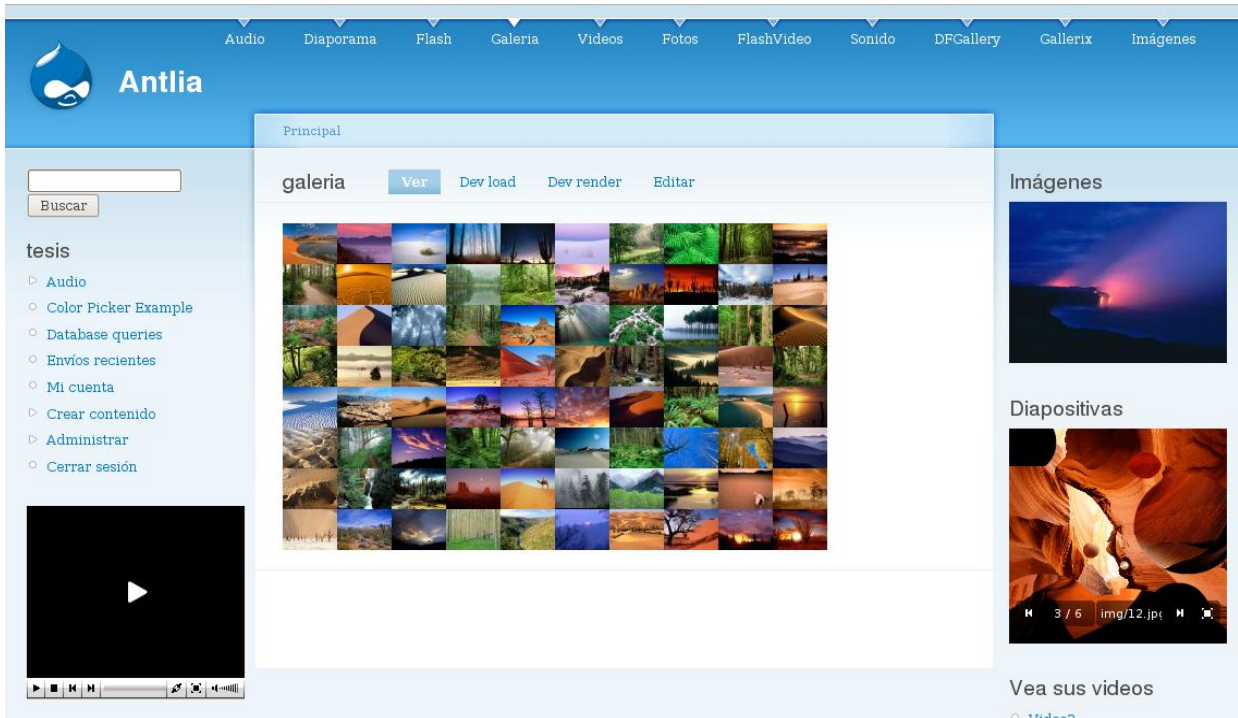 Audio Diaporama Flash Galeria Videos Fotos FlashVideo Sonido DFGallery Gallerix Imágenes
Antlia
Principal
Buscar
tesis
Audio
Color Picker Example
Database queries
Envíos recientes
Mi cuenta
Crear contenido
Administrar
Cerrar sesión
galeria Ver Dev load Dev render Editar
Imágenes
Diapositivas
3 / 6 img/12.jpg
Vea sus videos